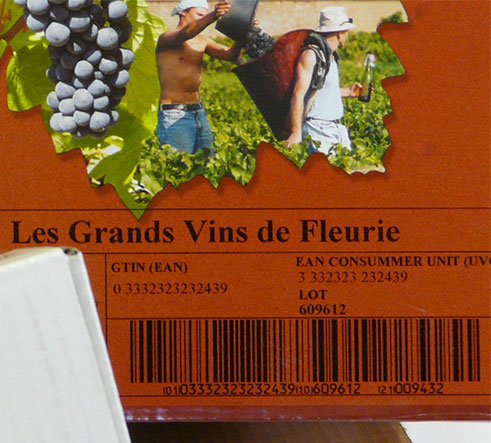 Les Grands Vins de Fleurie
GTIN (EAN)
0 3332323232439
EAN CONSUMMER UNIT (UVC
3 332323 232439
LOT
609612
(01)03332323232439(10)609612 (21)009432